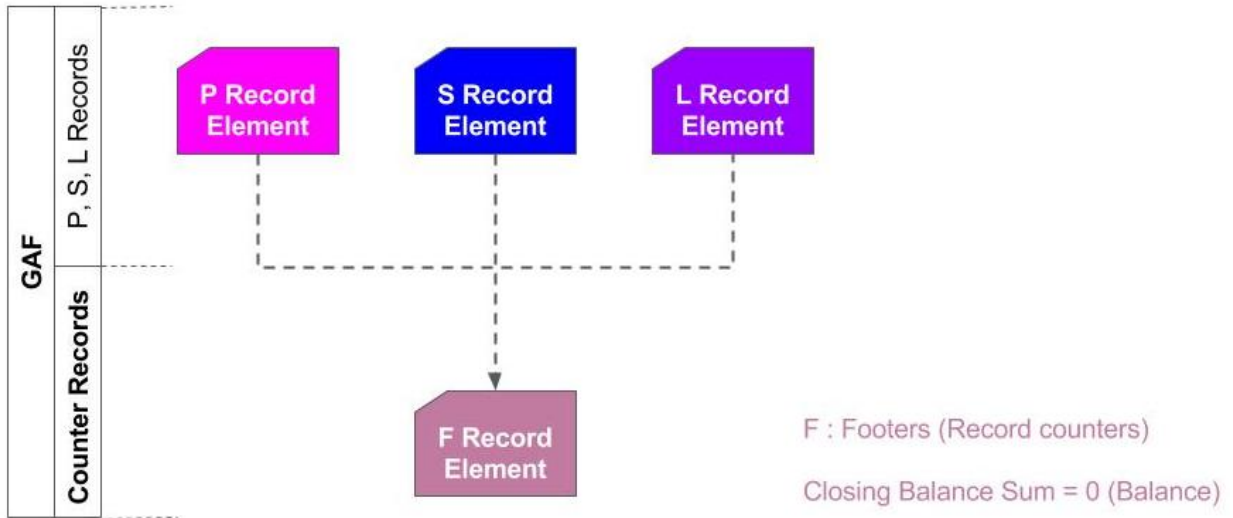 GAF
P, S, L Records
Counter Records
P Record
Element
S Record
Element
L Record
Element
F Record
Element
F : Footers (Record counters)
Closing Balance Sum = 0 (Balance)